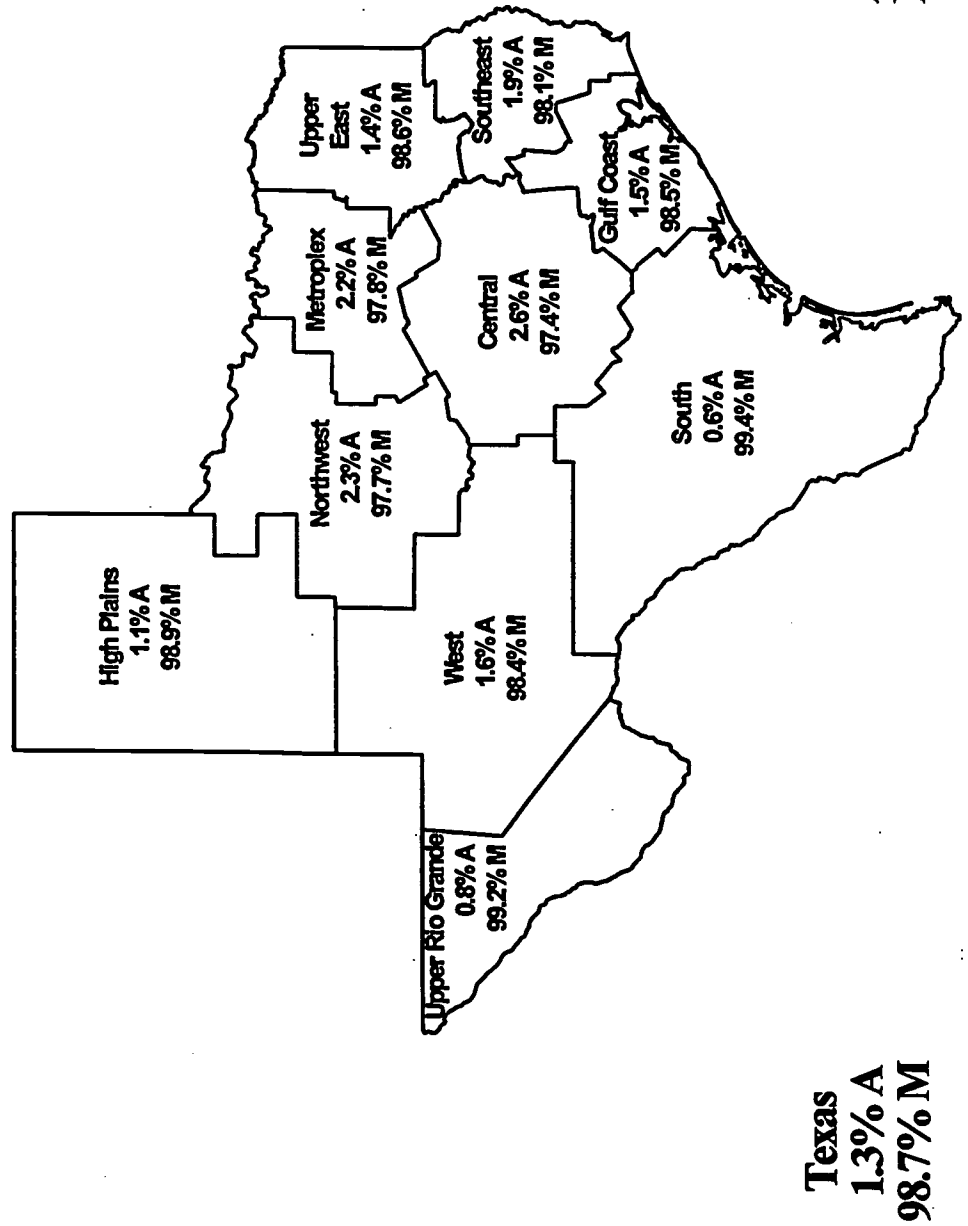 High Plains
1.1% A
98.9% M
Upper Rio Grande
0.8% A
99.2% M
West
1.6% A
98.4% M
Northwest
2.3% A
97.7% M
Metroplex
2.2% A
97.8% M
Upper
East
1.4% A
98.6% M
Southeast
1.9% A
98.1% M
Gulf Coast
1.5% A
98.5% M
Central
2.6% A
97.4% M
South
0.6% A
99.4% M
Texas
1.3% A
98.7% M